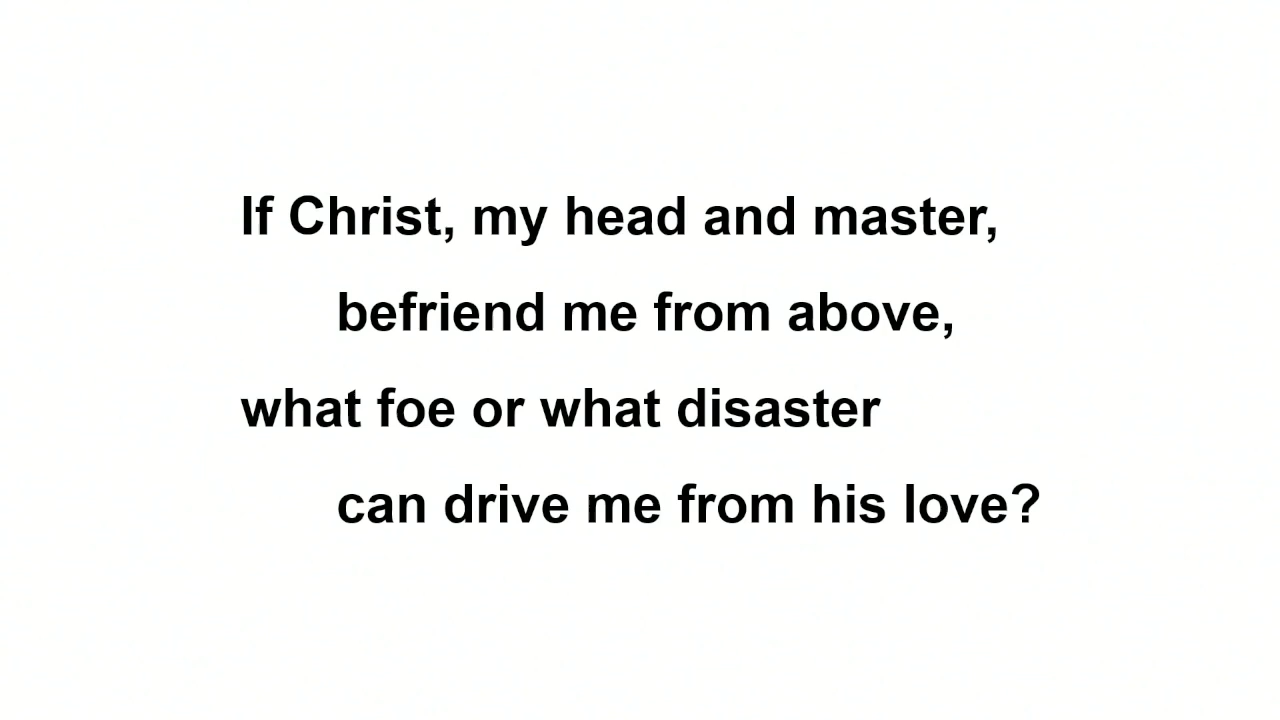 If Christ, my head and master,
befriend me from above,
what foe or what disaster
can drive me from his love?